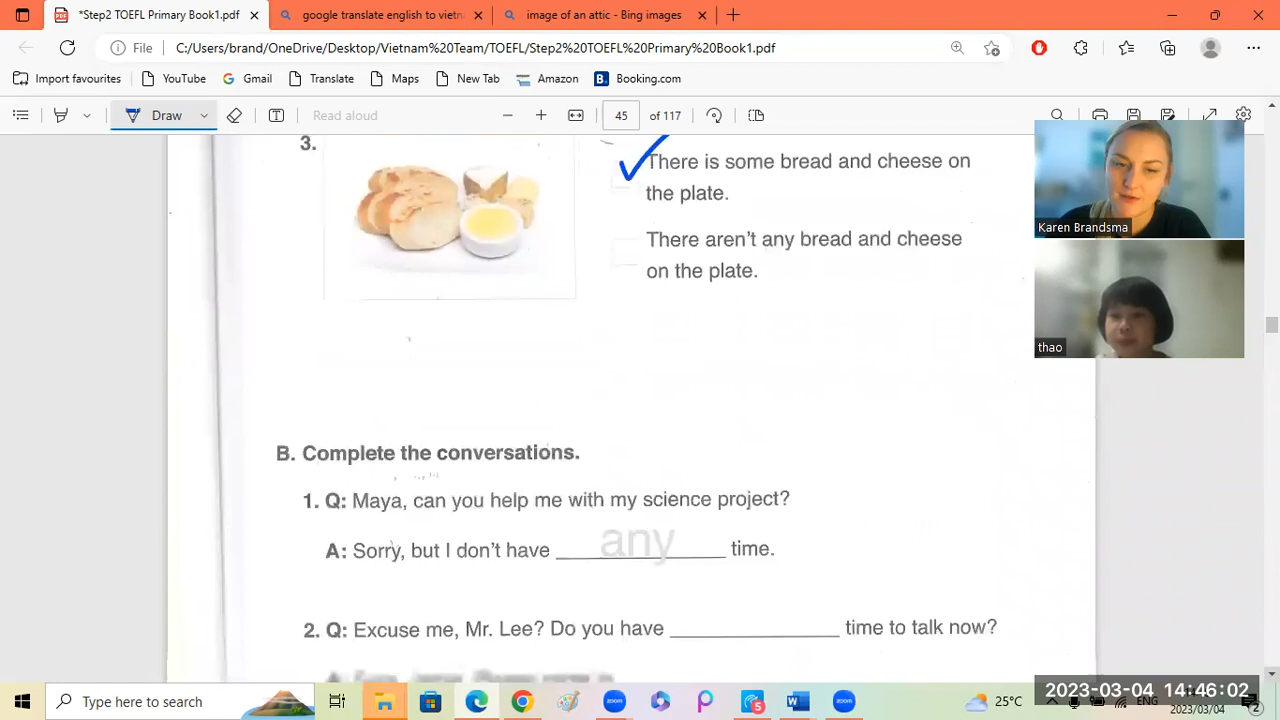 *Step2 TOEFL Primary Book1.pdf
google translate english to vietn
image of an attic - Bing images
File
C:/Users/brand/OneDrive/Desktop/Vietnam%20Team/TOEFL/Step2%20TOEFL%20Primary%20Book1.pdf
Import favourites
YouTube
Gmail
Translate
Maps
New Tab
Amazon
B. Booking.com
Draw
Read aloud
45 of 117
3.
There is some bread and cheese on
the plate.
There aren't any bread and cheese
on the plate.
Karen Brandsma
thao
B. Complete the conversations.
1. Q: Maya, can you help me with my science project?
A: Sorry, but I don't have any time.
2. Q: Excuse me, Mr. Lee? Do you have ____ time to talk now?
Type here to search
zoom
5
zoom
25°C
2023-03-04 14:46:02
2023/03/04
2